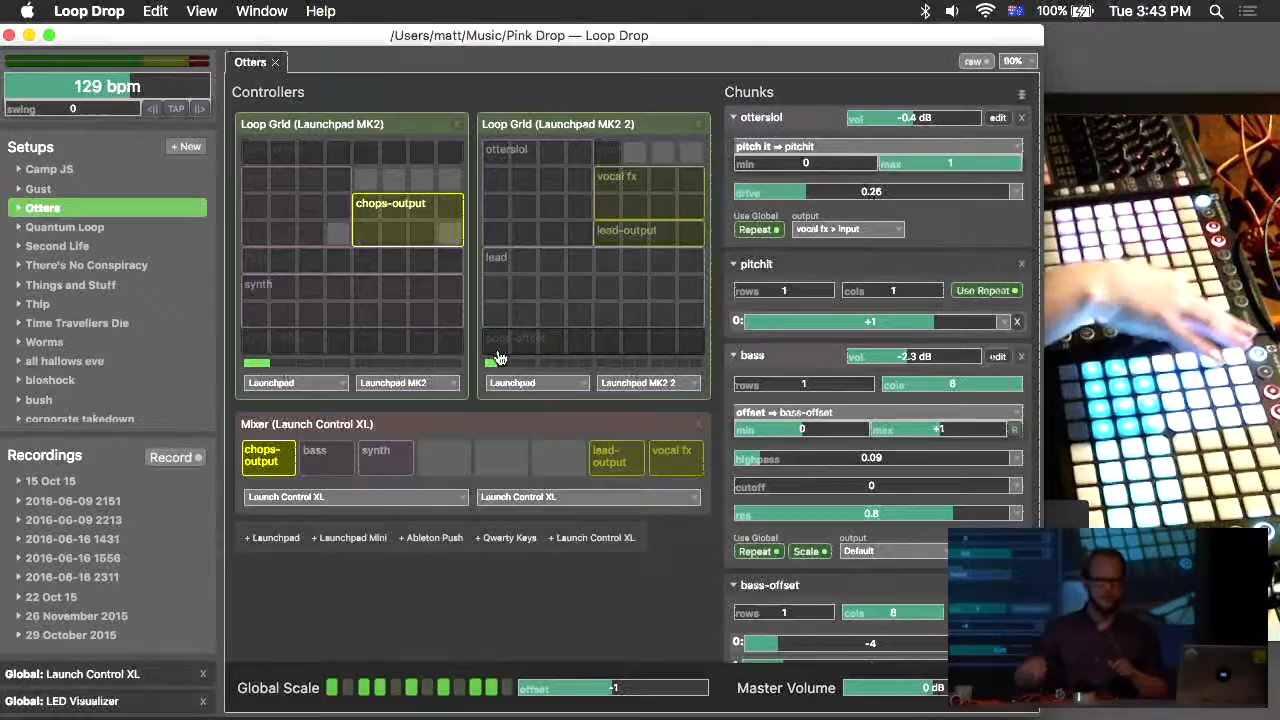 Loop Drop Edit View Window Help
100% Tue 3:43 PM
/Users/matt/Music/Pink Drop — Loop Drop
129 bpm
swing 0 TAP
Setups + New
Camp JS
Gust
Otters
Quantum Loop
Second Life
There's No Conspiracy
Things and Stuff
Thip
Time Travellers Die
Worms
all hallows eve
bioshock
bush
corporate takedown
Recordings Record
15 Oct 15
2016-06-09 2151
2016-06-09 2213
2016-06-16 1431
2016-06-16 1556
2016-06-16 2311
22 Oct 15
26 November 2015
29 October 2015
Global: Launch Control XL X
Global: LED Visualizer X
Otters X raw 90%
Controllers
Loop Grid (Launchpad MK2)
chops-output
synth
Launchpad Launchpad MK2
Loop Grid (Launchpad MK2 2)
otterslol
vocal fx
lead-output
lead
Launchpad Launchpad MK2 2
Mixer (Launch Control XL)
chops-output bass synth lead-output vocal fx
Launch Control XL Launch Control XL
+ Launchpad + Launchpad Mini + Ableton Push + Qwerty Keys + Launch Control XL
Chunks
otterslol vol -0.4 dB edit X
pitch it ⇒ pitchit
min 0 max 1
drive 0.26
Use Global output
Repeat vocal fx > input
pitchit X
rows 1 cols 1 Use Repeat
0: +1 X
bass vol -2.3 dB edit X
rows 1 cols 8
offset ⇒ bass-offset
min 0 max +1 R
highpass 0.09
cutoff 0
res 0.8
Use Global output
Repeat Scale Default
bass-offset
rows 1 cols 8
0: -4
Global Scale offset -1 Master Volume 0 dB